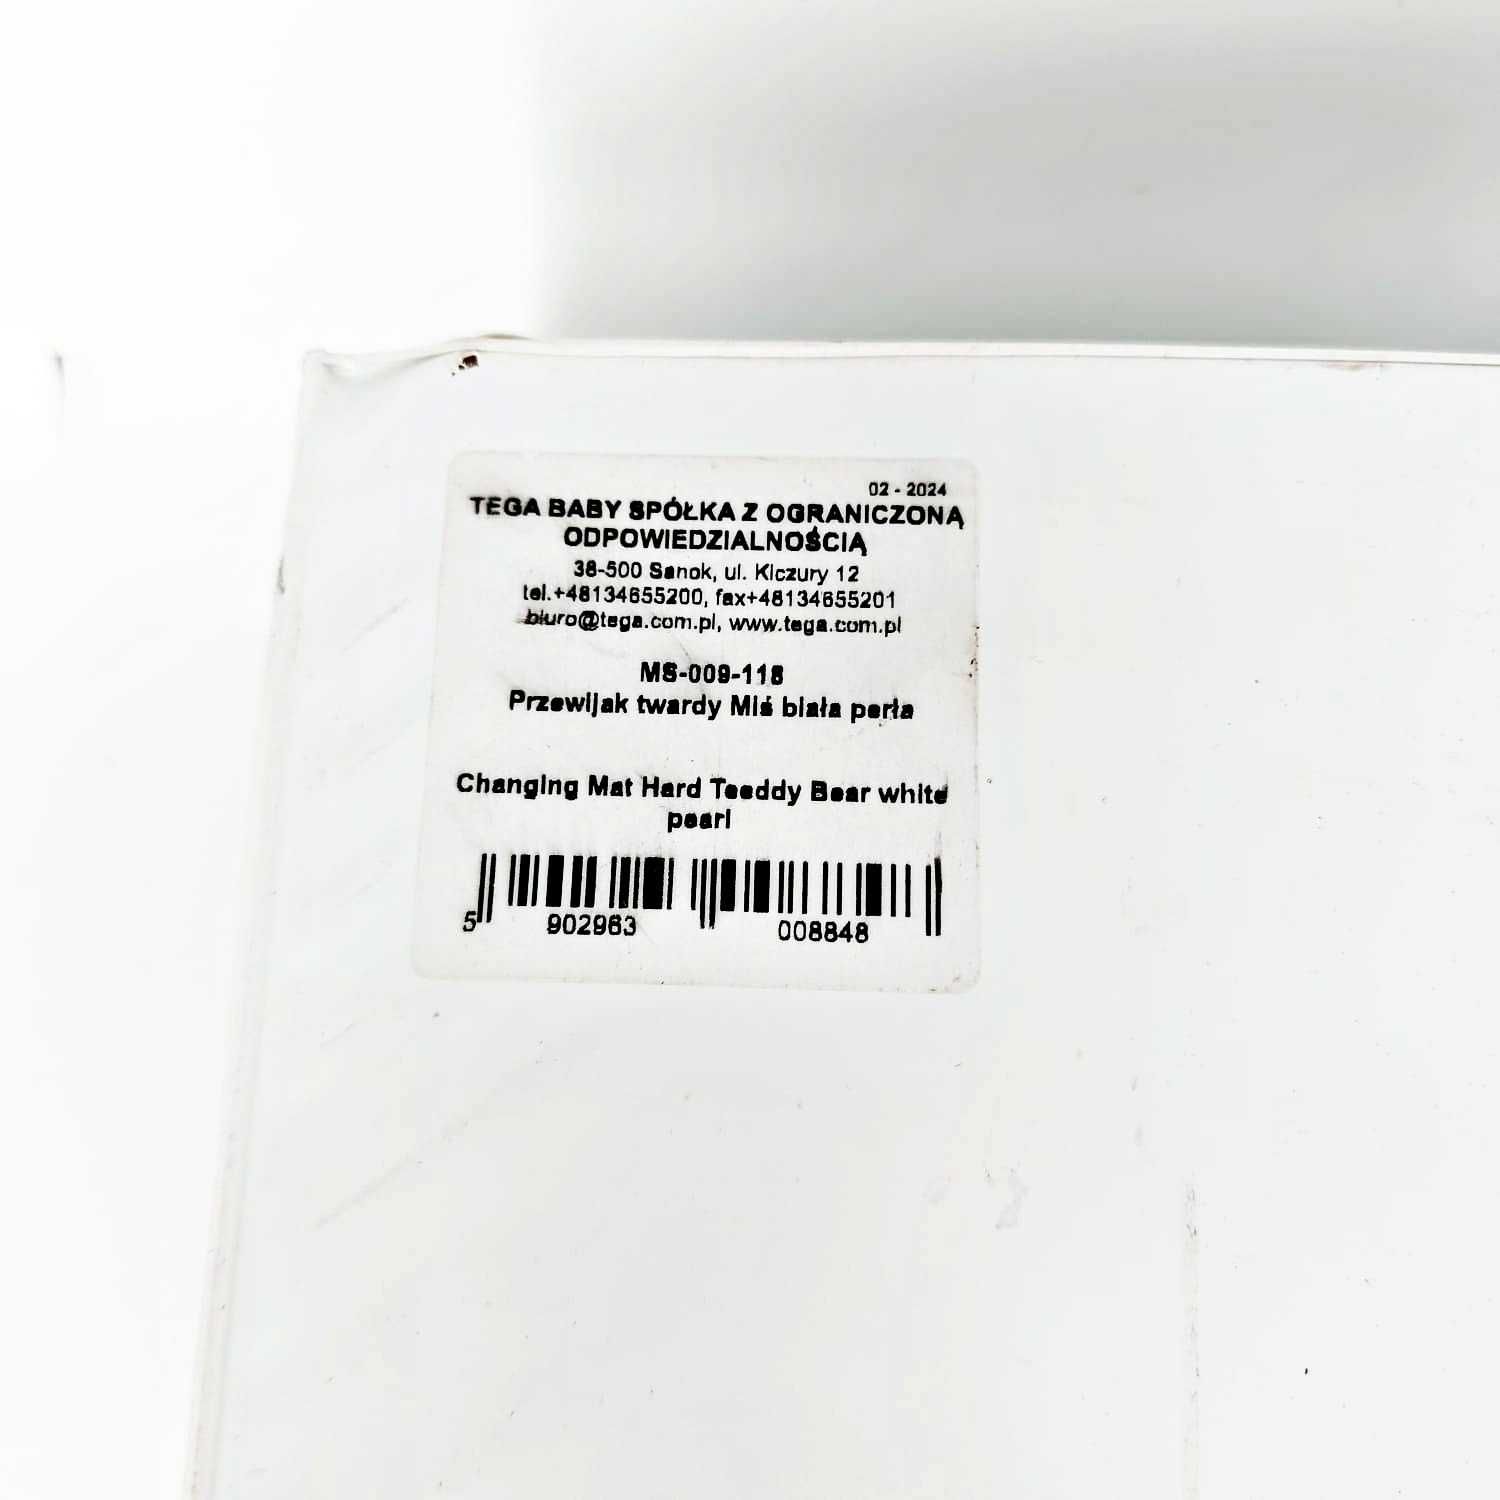 02 - 2024
TEGA BABY SPÓŁKA Z OGRANICZONĄ
ODPOWIEDZIALNOŚCIĄ
38-500 Sanok, ul. Kiczury 12
tel.+48134655200, fax+48134655201
biuro@tega.com.pl, www.tega.com.pl
MS-009-118
Przewijak twardy Miś biała perła
Changing Mat Hard Teeddy Bear white
pearl
5 902963 008848